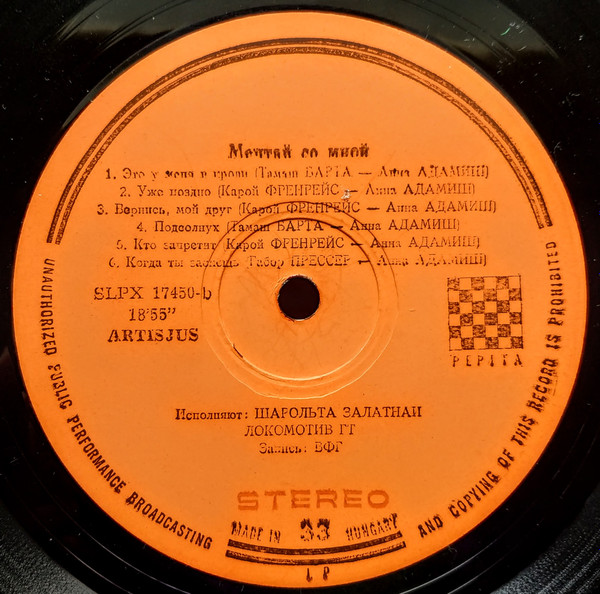 Мечтай со мной
1. Это у меня в крови (Тамаш БАРТА — Анна АДАМИШ)
2. Уже поздно (Карой ФРЕНРЕЙС — Анна АДАМИШ)
3. Вернись, мой друг (Карой ФРЕНРЕЙС — Анна АДАМИШ)
4. Подсолнух (Тамаш БАРТА — Анна АДАМИШ)
5. Кто запретит (Карой ФРЕНРЕЙС — Анна АДАМИШ)
6. Когда ты заснешь (Габор ПРЕССЕР — Анна АДАМИШ)
SLPX 17450-b
18'55"
ARTISJUS
PEPITA
Исполняют: ШАРОЛЬТА ЗАЛАТНАИ
ЛОКОМОТИВ ГТ
Запись: ВФГ
STEREO
MADE IN 33 HUNGARY
LP
UNAUTHORIZED PUBLIC PERFORMANCE BROADCASTING AND COPYING OF THIS RECORD IS PROHIBITED